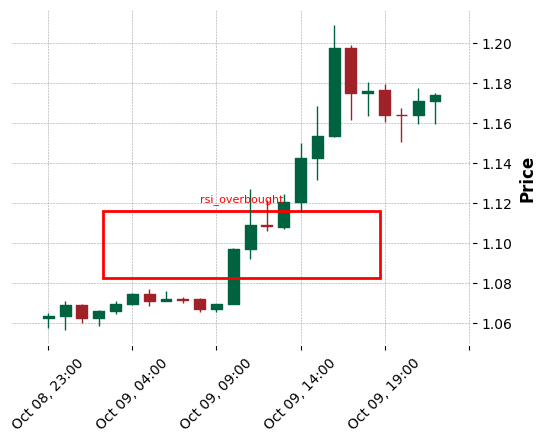 1.20
1.18
1.16
1.14
1.12
1.10
1.08
1.06
Price
rsi_overbought
Oct 08, 23:00
Oct 09, 04:00
Oct 09, 09:00
Oct 09, 14:00
Oct 09, 19:00